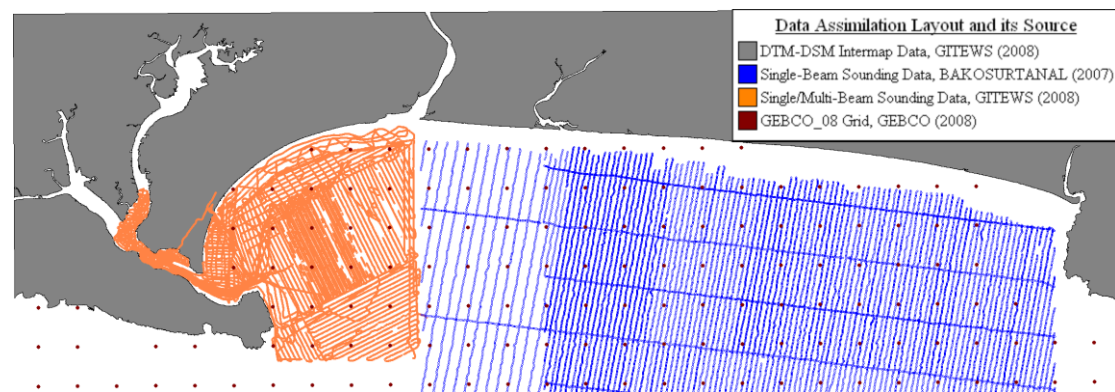 Data Assimilation Layout and its Source
DTM-DSM Intermap Data, GITEWS (2008)
Single-Beam Sounding Data, BAKOSURTANAL (2007)
Single/Multi-Beam Sounding Data, GITEWS (2008)
GEBCO_08 Grid, GEBCO (2008)